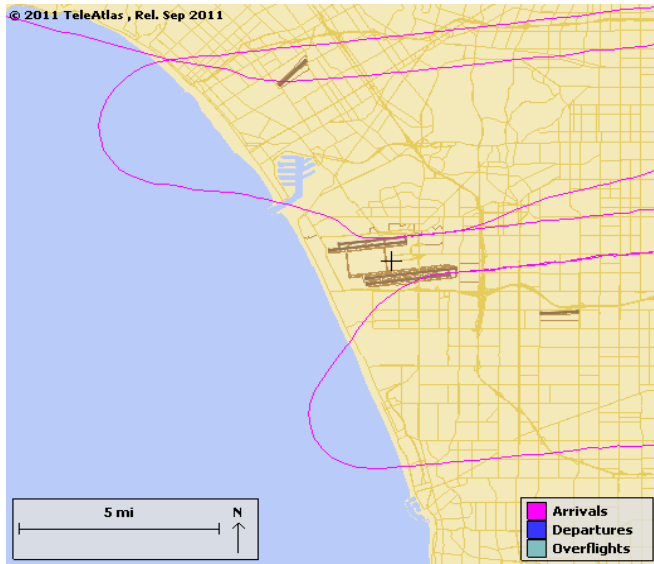 © 2011 TeleAtlas , Rel. Sep 2011
5 mi
N
Arrivals
Departures
Overflights